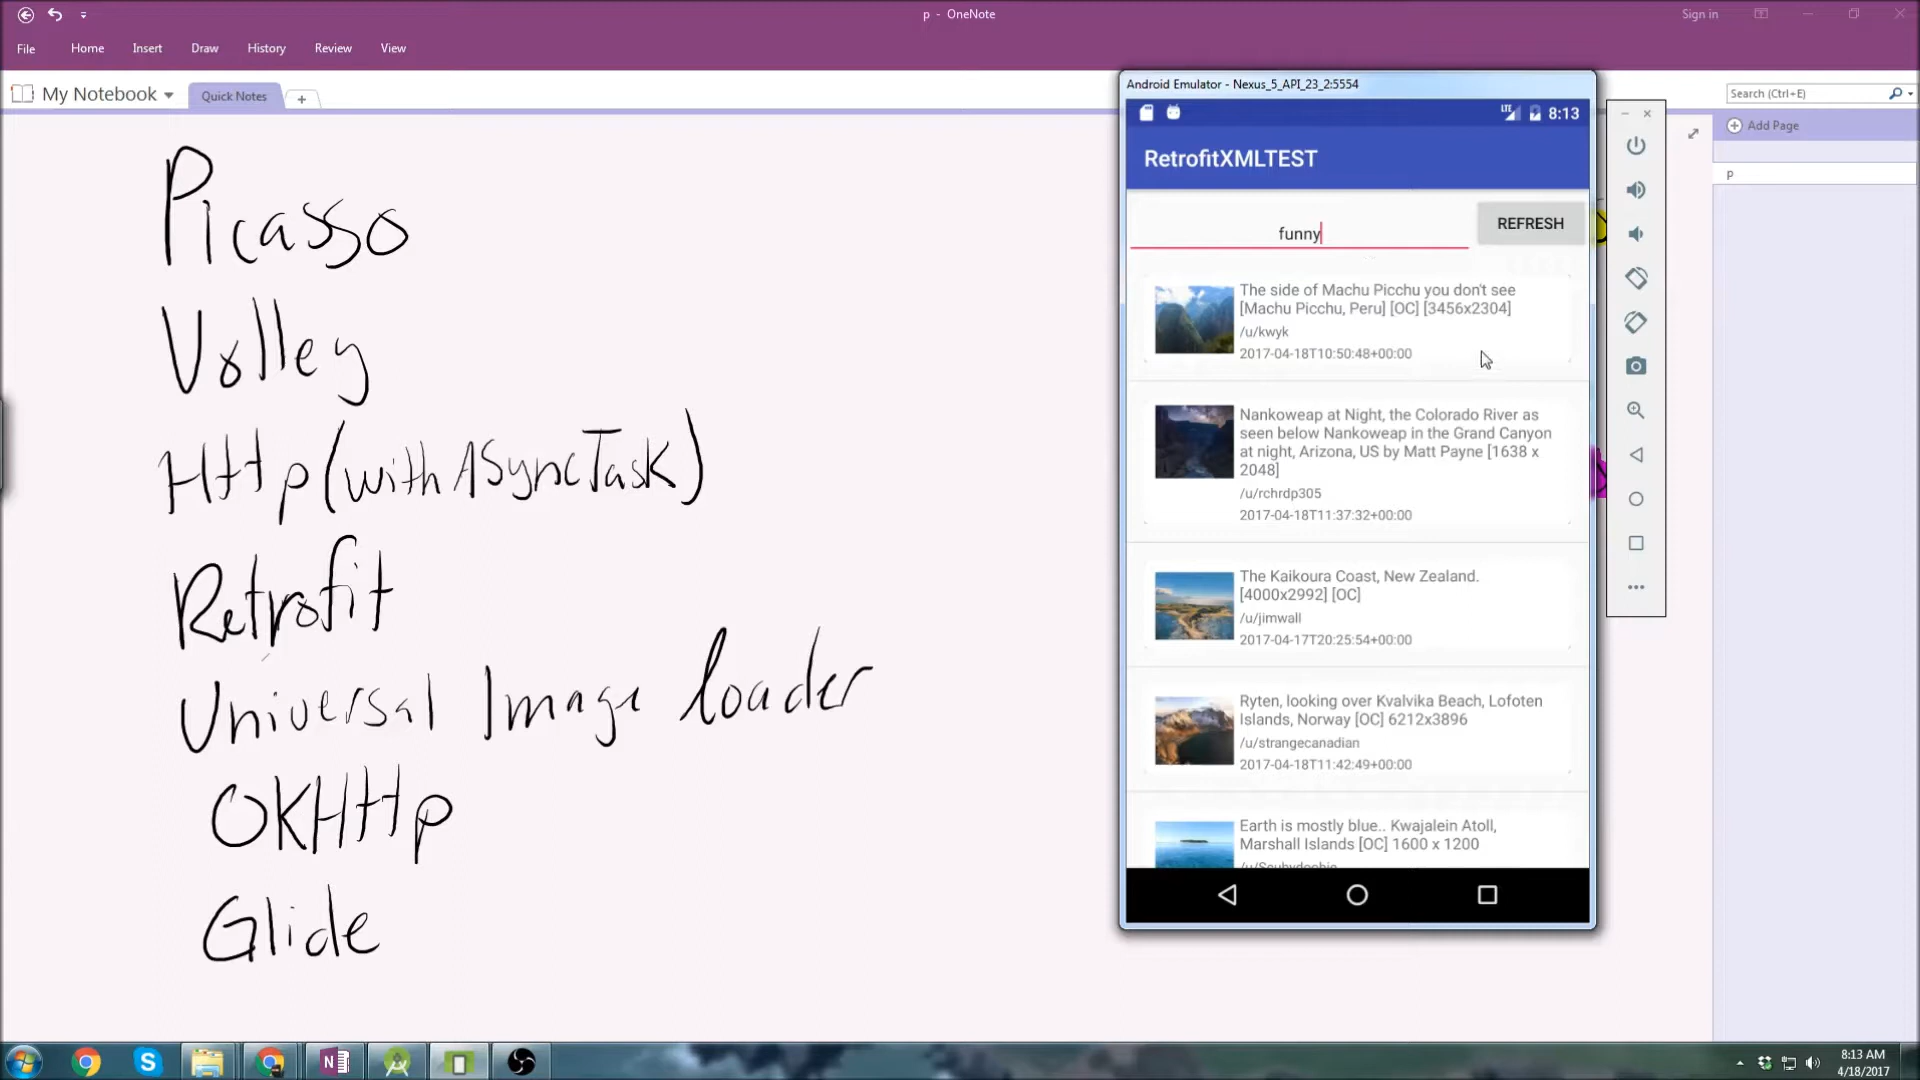 p - OneNote
Sign in
File Home Insert Draw History Review View
My Notebook
Quick Notes
Search (Ctrl+E)
Add Page
p
Picasso
Volley
Http (with ASyncTask)
Retrofit
Universal Image loader
OKHttp
Glide
Android Emulator - Nexus_5_API_23_2:5554
LTE 8:13
RetrofitXMLTEST
funny
REFRESH
The side of Machu Picchu you don't see
[Machu Picchu, Peru] [OC] [3456x2304]
/u/kwyk
2017-04-18T10:50:48+00:00
Nankoweap at Night, the Colorado River as
seen below Nankoweap in the Grand Canyon
at night, Arizona, US by Matt Payne [1638 x
2048]
/u/rchrdp305
2017-04-18T11:37:32+00:00
The Kaikoura Coast, New Zealand.
[4000x2992] [OC]
/u/jimwall
2017-04-17T20:25:54+00:00
Ryten, looking over Kvalvika Beach, Lofoten
Islands, Norway [OC] 6212x3896
/u/strangecanadian
2017-04-18T11:42:49+00:00
Earth is mostly blue.. Kwajalein Atoll,
Marshall Islands [OC] 1600 x 1200
8:13 AM
4/18/2017